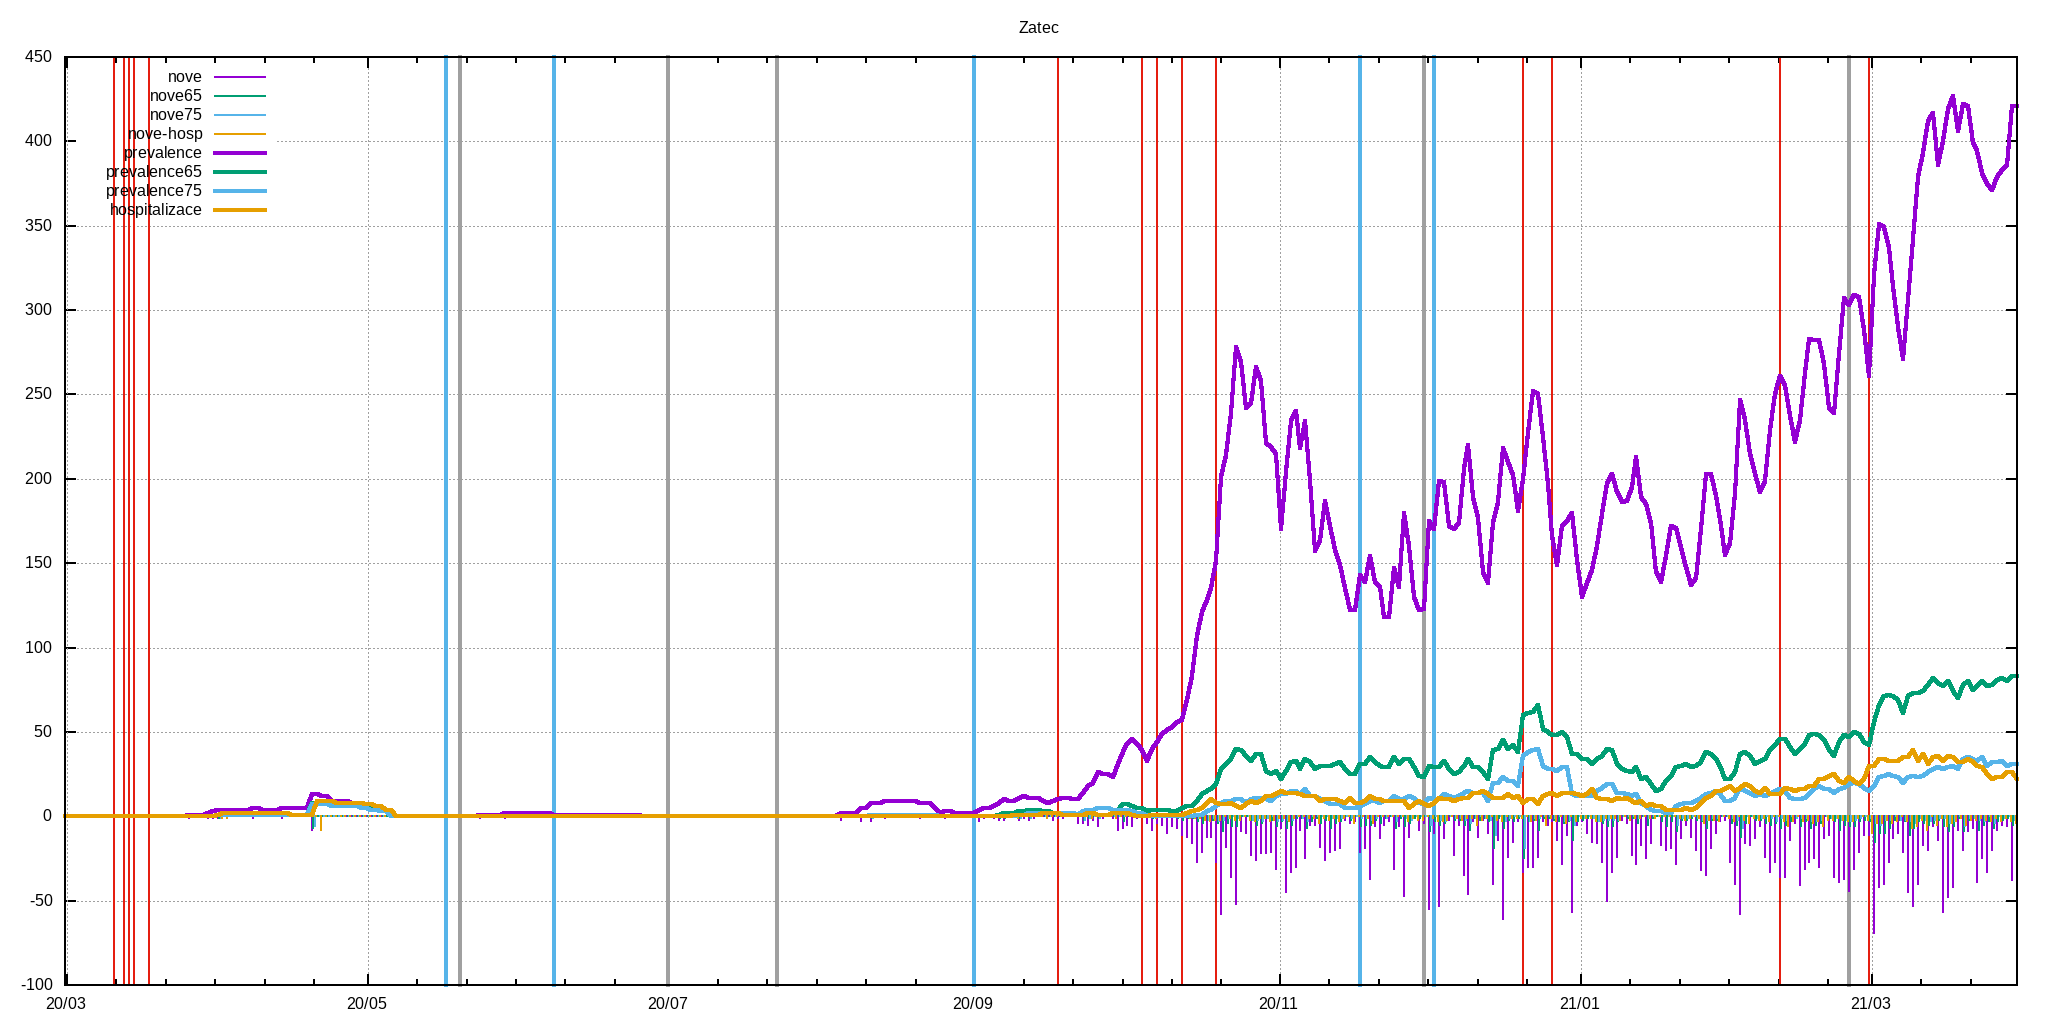 Zatec
450
400
350
300
250
200
150
100
50
0
-50
-100
nove
nove65
nove75
nove-hosp
prevalence
prevalence65
prevalence75
hospitalizace
20/03 20/05 20/07 20/09 20/11 21/01 21/03